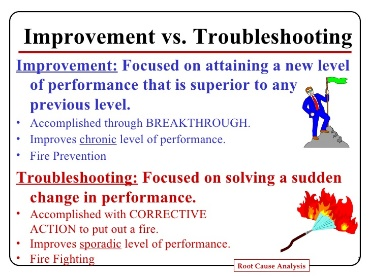 Improvement vs. Troubleshooting
Improvement: Focused on attaining a new level
of performance that is superior to any
previous level.
• Accomplished through BREAKTHROUGH.
• Improves chronic level of performance.
• Fire Prevention
Troubleshooting: Focused on solving a sudden
change in performance.
• Accomplished with CORRECTIVE
ACTION to put out a fire.
• Improves sporadic level of performance.
• Fire Fighting
Root Cause Analysis